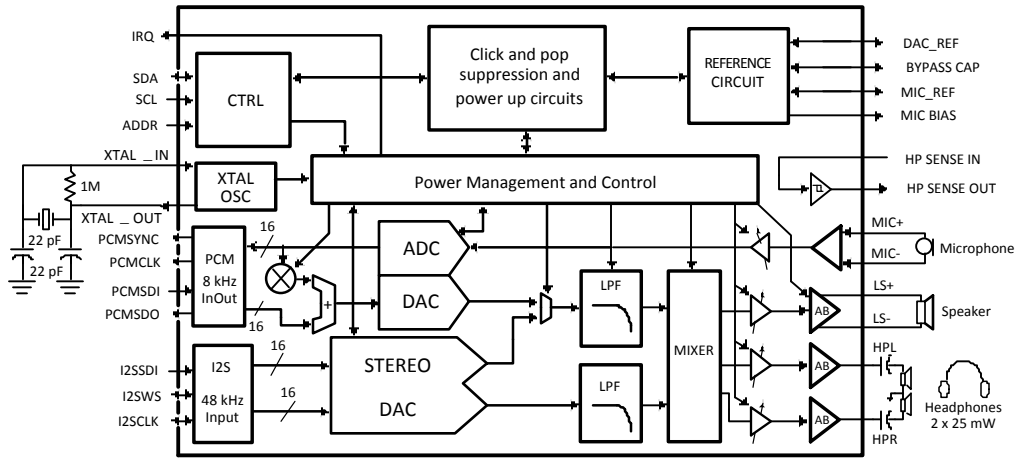 IRQ
SDA
SCL
ADDR
XTAL _ IN
1M
XTAL _ OUT
22 pF
22 pF
PCMSYNC
PCMCLK
PCMSDI
PCMSDO
I2SSDI
I2SWS
I2SCLK
CTRL
Click and pop
suppression and
power up circuits
REFERENCE
CIRCUIT
DAC_REF
BYPASS CAP
MIC_REF
MIC BIAS
XTAL
OSC
Power Management and Control
HP SENSE IN
HP SENSE OUT
PCM
8 kHz
InOut
16
16
+
ADC
DAC
LPF
MIC+
MIC-
Microphone
LS+
LS-
AB
Speaker
I2S
48 kHz
Input
16
16
STEREO
DAC
LPF
MIXER
AB
AB
HPL
HPR
Headphones
2 x 25 mW